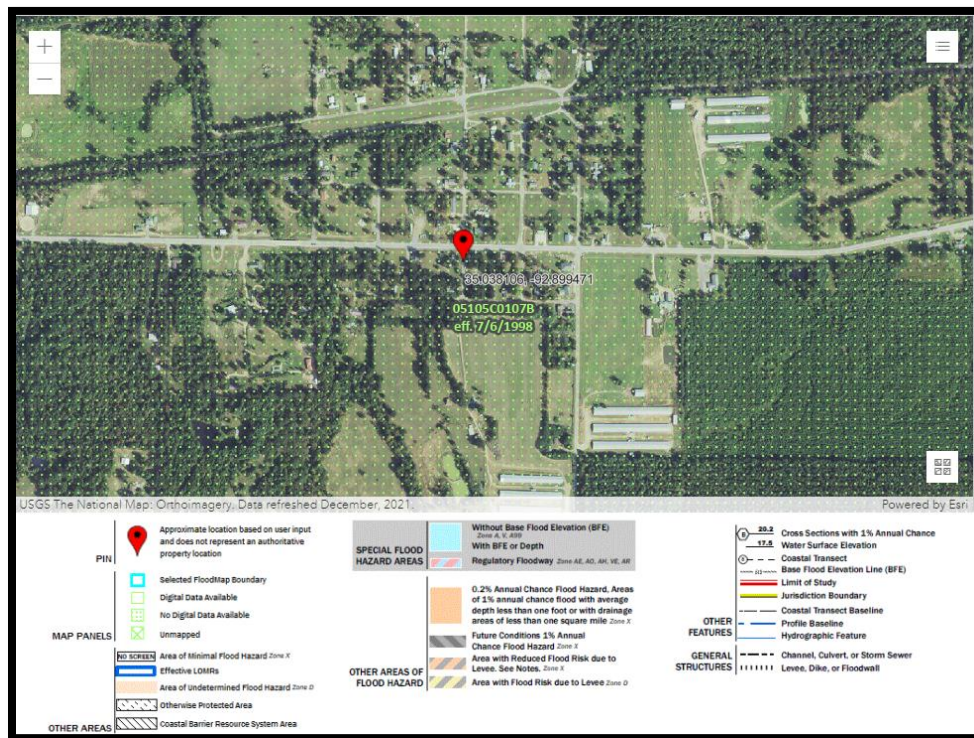 +
−
35.038106, -92.899471
05105C0107B
eff. 7/6/1998
USGS The National Map: Orthoimagery. Data refreshed December, 2021.
Powered by Esri
PIN
Approximate location based on user input
and does not represent an authoritative
property location
MAP PANELS
Selected FloodMap Boundary
Digital Data Available
No Digital Data Available
Unmapped
OTHER AREAS
NO SCREEN Area of Minimal Flood Hazard Zone X
Effective LOMRs
Area of Undetermined Flood Hazard Zone D
Otherwise Protected Area
Coastal Barrier Resource System Area
SPECIAL FLOOD
HAZARD AREAS
Without Base Flood Elevation (BFE)
Zone A, V, A99
With BFE or Depth
Regulatory Floodway Zone AE, AO, AH, VE, AR
OTHER AREAS OF
FLOOD HAZARD
0.2% Annual Chance Flood Hazard, Areas
of 1% annual chance flood with average
depth less than one foot or with drainage
areas of less than one square mile Zone X
Future Conditions 1% Annual
Chance Flood Hazard Zone X
Area with Reduced Flood Risk due to
Levee. See Notes. Zone X
Area with Flood Risk due to Levee Zone D
OTHER
FEATURES
20.2 Cross Sections with 1% Annual Chance
17.5 Water Surface Elevation
Coastal Transect
Base Flood Elevation Line (BFE)
Limit of Study
Jurisdiction Boundary
Coastal Transect Baseline
Profile Baseline
Hydrographic Feature
GENERAL
STRUCTURES
Channel, Culvert, or Storm Sewer
Levee, Dike, or Floodwall